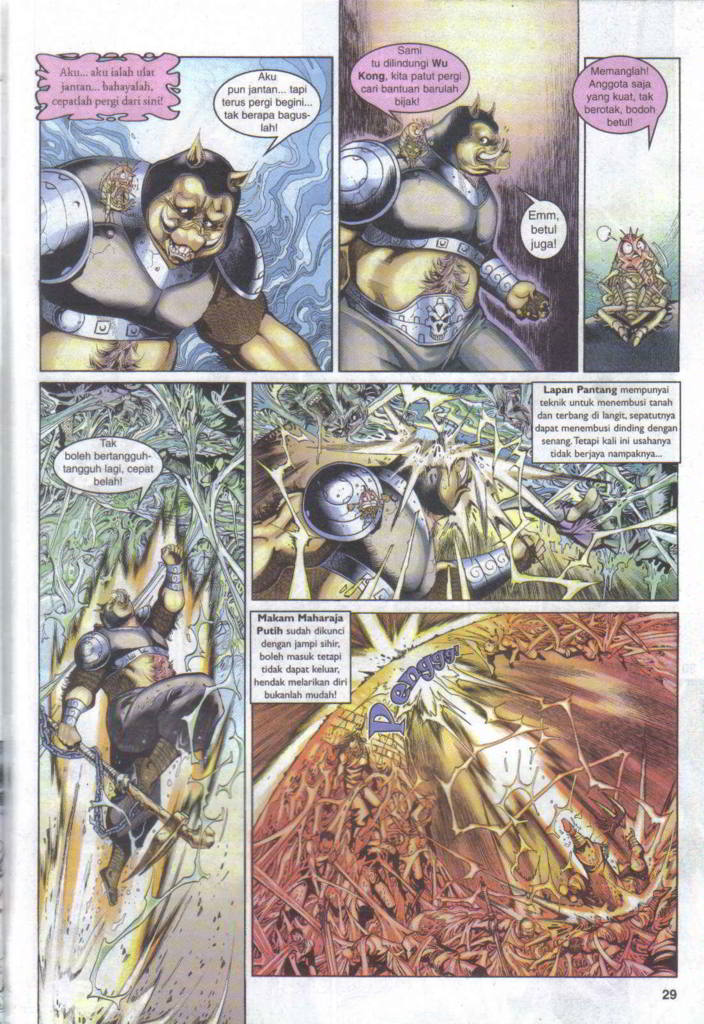 Aku... aku ialah ulat
jantan... bahayalah,
cepatlah pergi dari sini!
Aku
pun jantan... tapi
terus pergi begini...
tak berapa bagus-
lah!
Sami
tu dilindungi Wu
Kong, kita patut pergi
cari bantuan barulah
bijak!
Emm,
betul
juga!
Memanglah!
Anggota saja
yang kuat, tak
berotak, bodoh
betul!
Tak
boleh bertangguh-
tangguh lagi, cepat
belah!
Lapan Pantang mempunyai
teknik untuk menembusi tanah
dan terbang di langit, sepatutnya
dapat menembusi dinding dengan
senang. Tetapi kali ini usahanya
tidak berjaya nampaknya...
Makam Maharaja
Putih sudah dikunci
dengan jampi sihir,
boleh masuk tetapi
tidak dapat keluar,
hendak melarikan diri
bukanlah mudah!
Penggg!
29